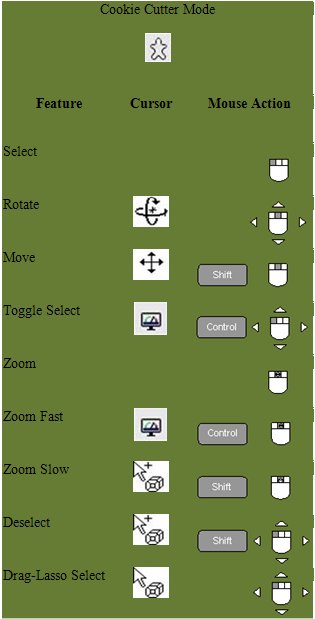 Cookie Cutter Mode
Feature Cursor Mouse Action
Select
Rotate
Move Shift
Toggle Select Control
Zoom
Zoom Fast Control
Zoom Slow Shift
Deselect Shift
Drag-Lasso Select